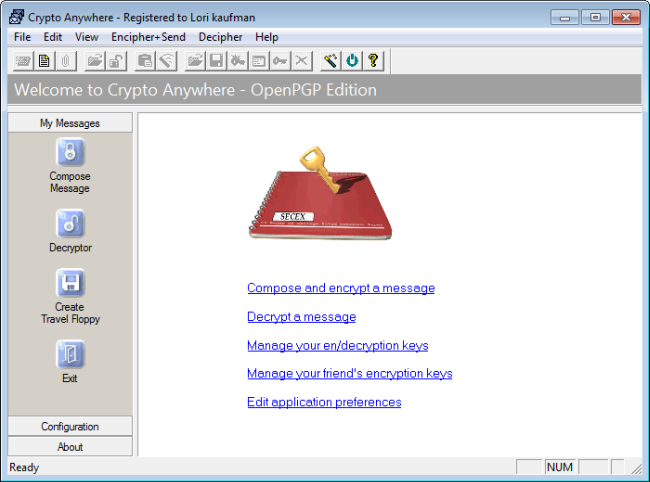 Crypto Anywhere - Registered to Lori kaufman
File Edit View Encipher+Send Decipher Help
Welcome to Crypto Anywhere - OpenPGP Edition
My Messages
Compose
Message
Decryptor
Create
Travel Floppy
Exit
Configuration
About
SECEX
Compose and encrypt a message
Decrypt a message
Manage your en/decryption keys
Manage your friend's encryption keys
Edit application preferences
Ready
NUM